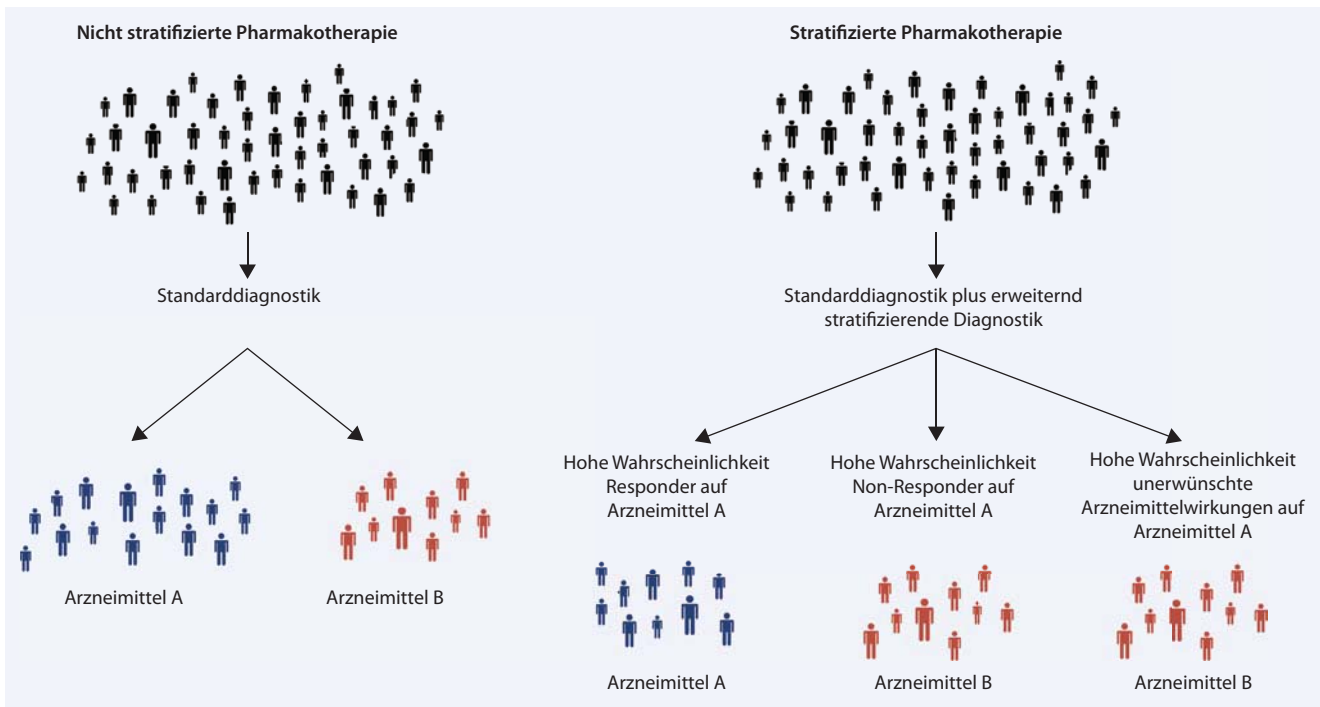 Nicht stratifizierte Pharmakotherapie
Standarddiagnostik
Arzneimittel A
Arzneimittel B
Stratifizierte Pharmakotherapie
Standarddiagnostik plus erweiternd
stratifizierende Diagnostik
Hohe Wahrscheinlichkeit
Responder auf
Arzneimittel A
Arzneimittel A
Hohe Wahrscheinlichkeit
Non-Responder auf
Arzneimittel A
Arzneimittel B
Hohe Wahrscheinlichkeit
unerwünschte
Arzneimittelwirkungen auf
Arzneimittel A
Arzneimittel B